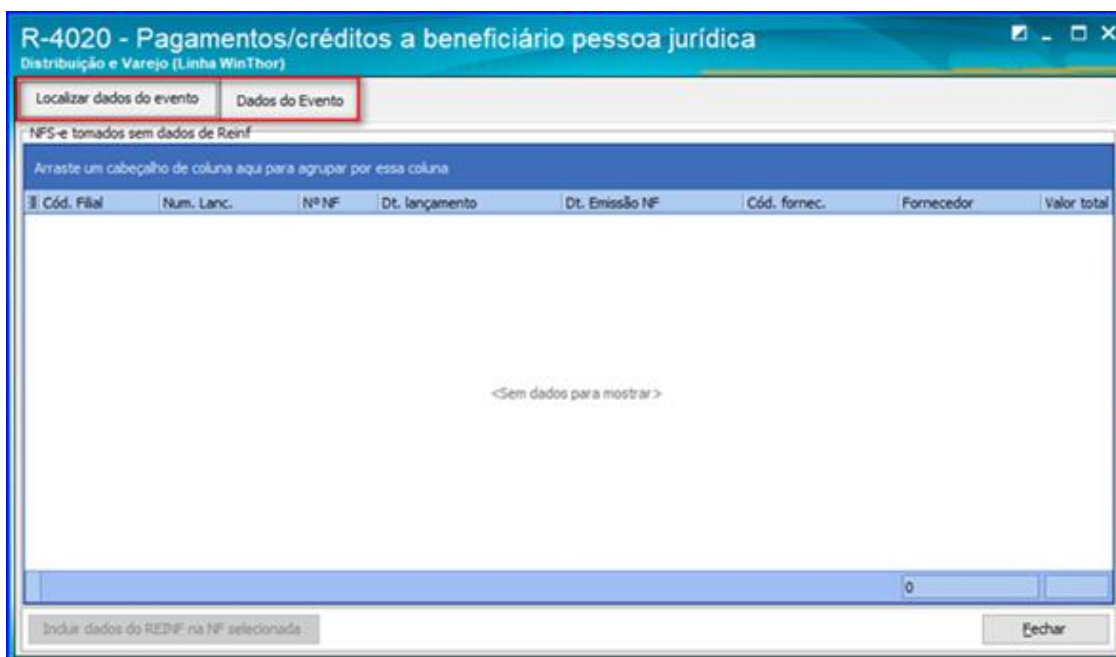 R-4020 - Pagamentos/créditos a beneficiário pessoa jurídica
Distribuição e Varejo (Linha WinThor)
Localizar dados do evento Dados do Evento
NFS-e tomados sem dados de Reinf
Arraste um cabeçalho de coluna aqui para agrupar por essa coluna
Cód. Filial Num. Lanc. Nº NF Dt. lançamento Dt. Emissão NF Cód. fornec. Fornecedor Valor total
<Sem dados para mostrar>
0
Incluir dados do REINF na NF selecionada Fechar